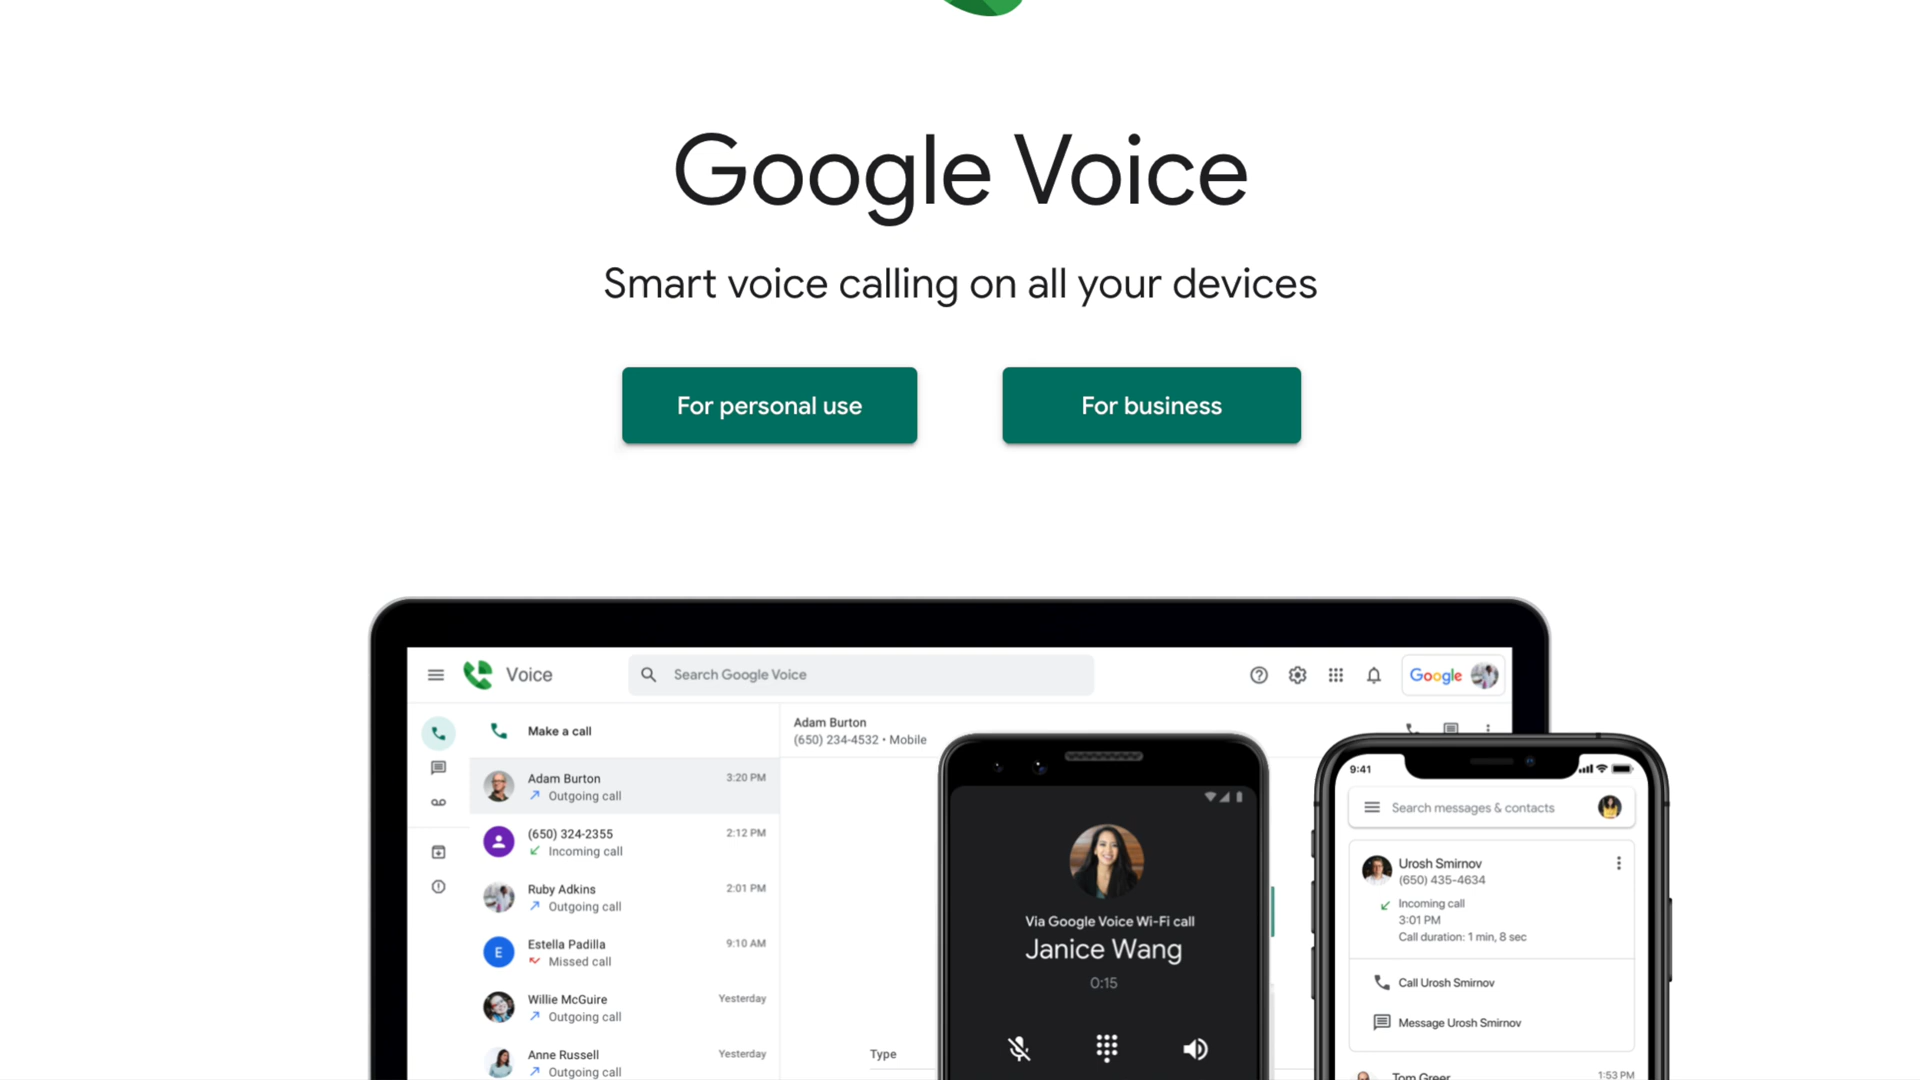 Google Voice
Smart voice calling on all your devices
For personal use
For business
Voice
Search Google Voice
Google
Make a call
Adam Burton
3:20 PM
Outgoing call
(650) 324-2355
2:12 PM
Incoming call
Ruby Adkins
2:01 PM
Outgoing call
E
Estella Padilla
9:10 AM
Missed call
Willie McGuire
Yesterday
Outgoing call
Anne Russell
Yesterday
Outgoing call
Adam Burton
(650) 234-4532 • Mobile
Type
Via Google Voice Wi-Fi call
Janice Wang
0:15
9:41
Search messages & contacts
Urosh Smirnov
(650) 435-4634
Incoming call
3:01 PM
Call duration: 1 min, 8 sec
Call Urosh Smirnov
Message Urosh Smirnov
Tom Greer
1:53 PM